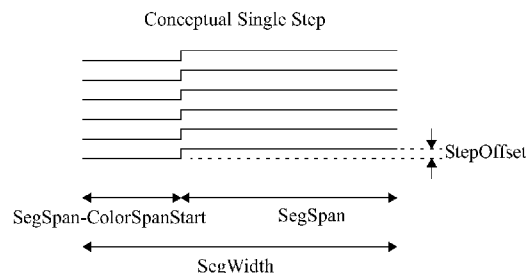 Conceptual Single Step
StepOffset
SegSpan-ColorSpanStart
SegSpan
SegWidth